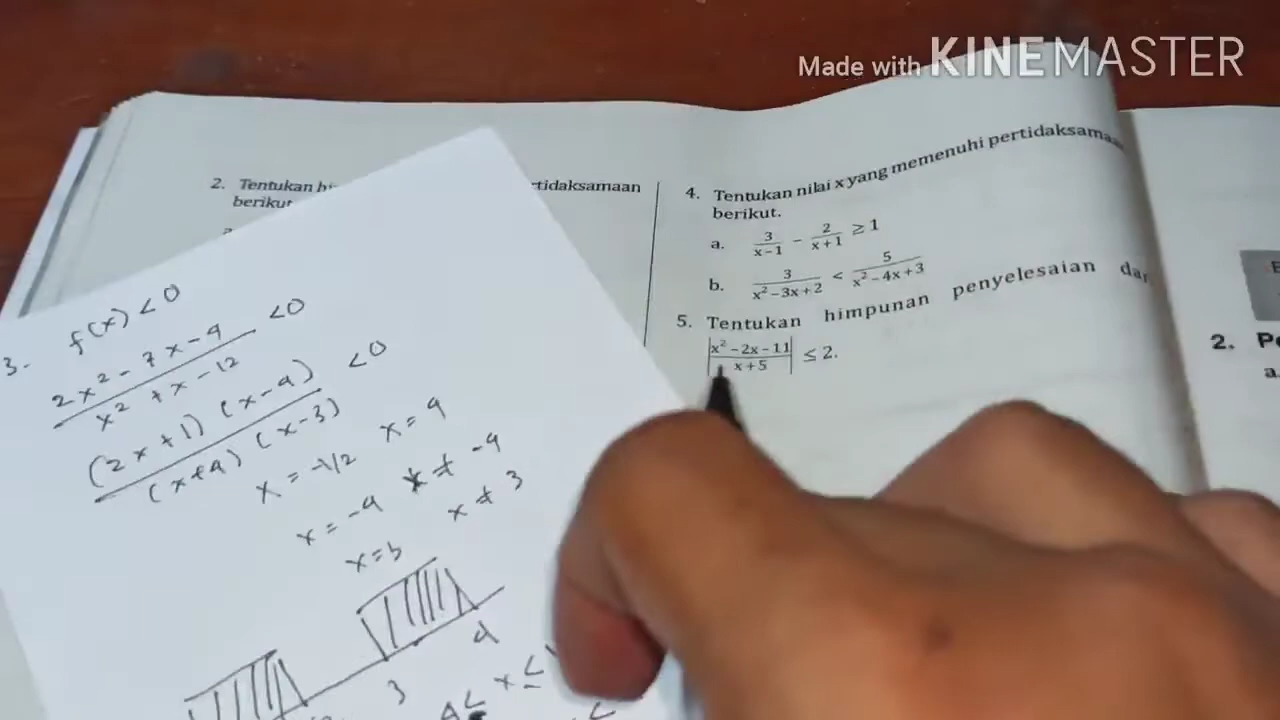 Made with KINEMASTER
2. Tentukan
berikut
rtidaksamaan
3. f(x) < 0
2x² - 7x - 4 / x² + x - 12 < 0
(2x + 1) (x - 4) / (x + 4) (x - 3) < 0
x = -1/2 x = 4
x = -4 x ≠ -4
x = 3 x ≠ 3
3 4
4. Tentukan nilai x yang memenuhi pertidaksamaa
berikut.
a. 3/x-1 - 2/x+1 ≥ 1
b. 3/x²-3x+2 < 5/x²-4x+3
5. Tentukan himpunan penyelesaian dar
|x²-2x-11/x+5| ≤ 2.
2. Pe
a.